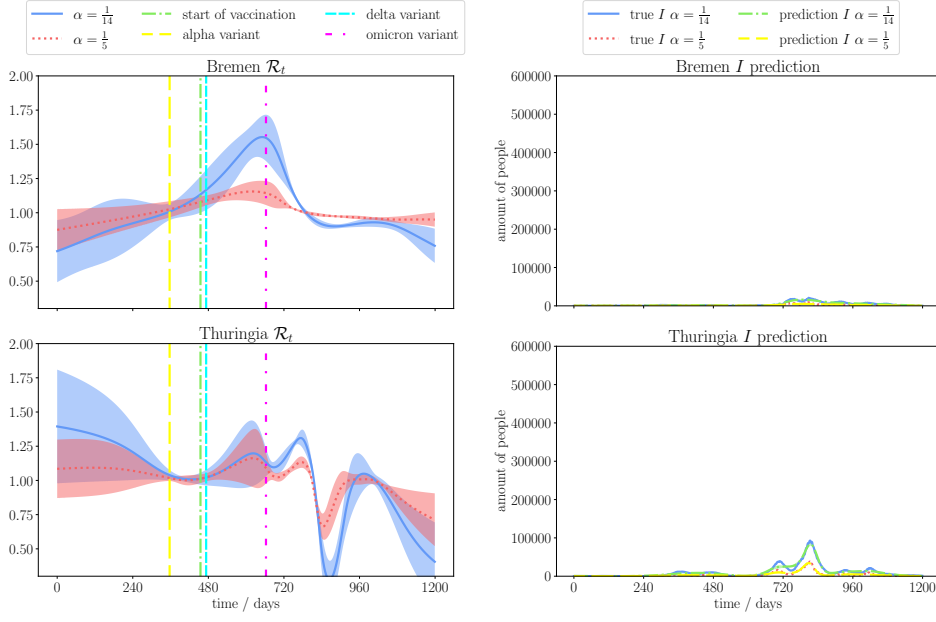 α = 1/14
start of vaccination
delta variant
α = 1/5
alpha variant
omicron variant
true I α = 1/14
prediction I α = 1/14
true I α = 1/5
prediction I α = 1/5
Bremen ℛt
2.00
1.75
1.50
1.25
1.00
0.75
0.50
Bremen I prediction
amount of people
600000
500000
400000
300000
200000
100000
0
Thuringia ℛt
2.00
1.75
1.50
1.25
1.00
0.75
0.50
0 240 480 720 960 1200
time / days
Thuringia I prediction
amount of people
600000
500000
400000
300000
200000
100000
0
0 240 480 720 960 1200
time / days